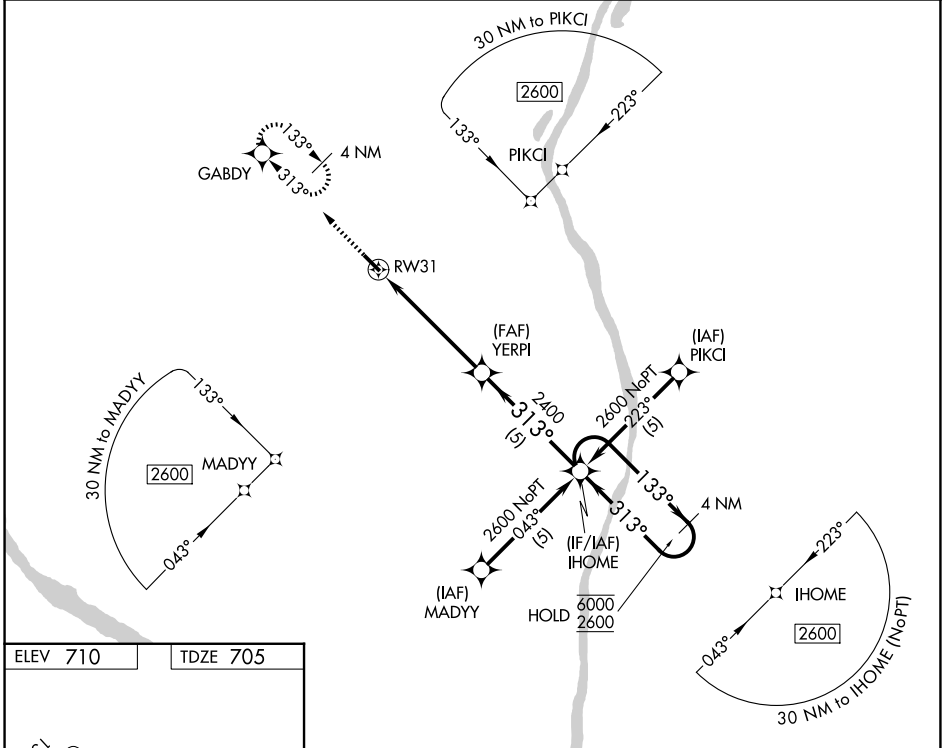 30 NM to PIKCI
2600
133°
223°
PIKCI
133°
4 NM
313°
GABDY
RW31
(FAF)
YERPI
(IAF)
PIKCI
2400
313°
(5)
2600 NoPT
223°
(5)
30 NM to MADYY
133°
2600
MADYY
043°
133°
4 NM
313°
2600 NoPT
043°
(5)
(IF/IAF)
IHOME
(IAF)
MADYY
HOLD
6000
2600
223°
IHOME
2600
043°
30 NM to IHOME (NoPT)
ELEV 710
TDZE 705